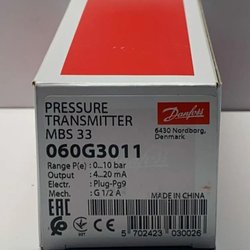 PRESSURE
TRANSMITTER
MBS 33
060G3011
Danfoss
6430 Nordborg,
Denmark
Range P(e) : 0...10 bar
Output : 4...20 mA
Electr. : Plug-Pg9
Mech. : G 1/2 A
EAC
MADE IN CHINA
5 702423 030026